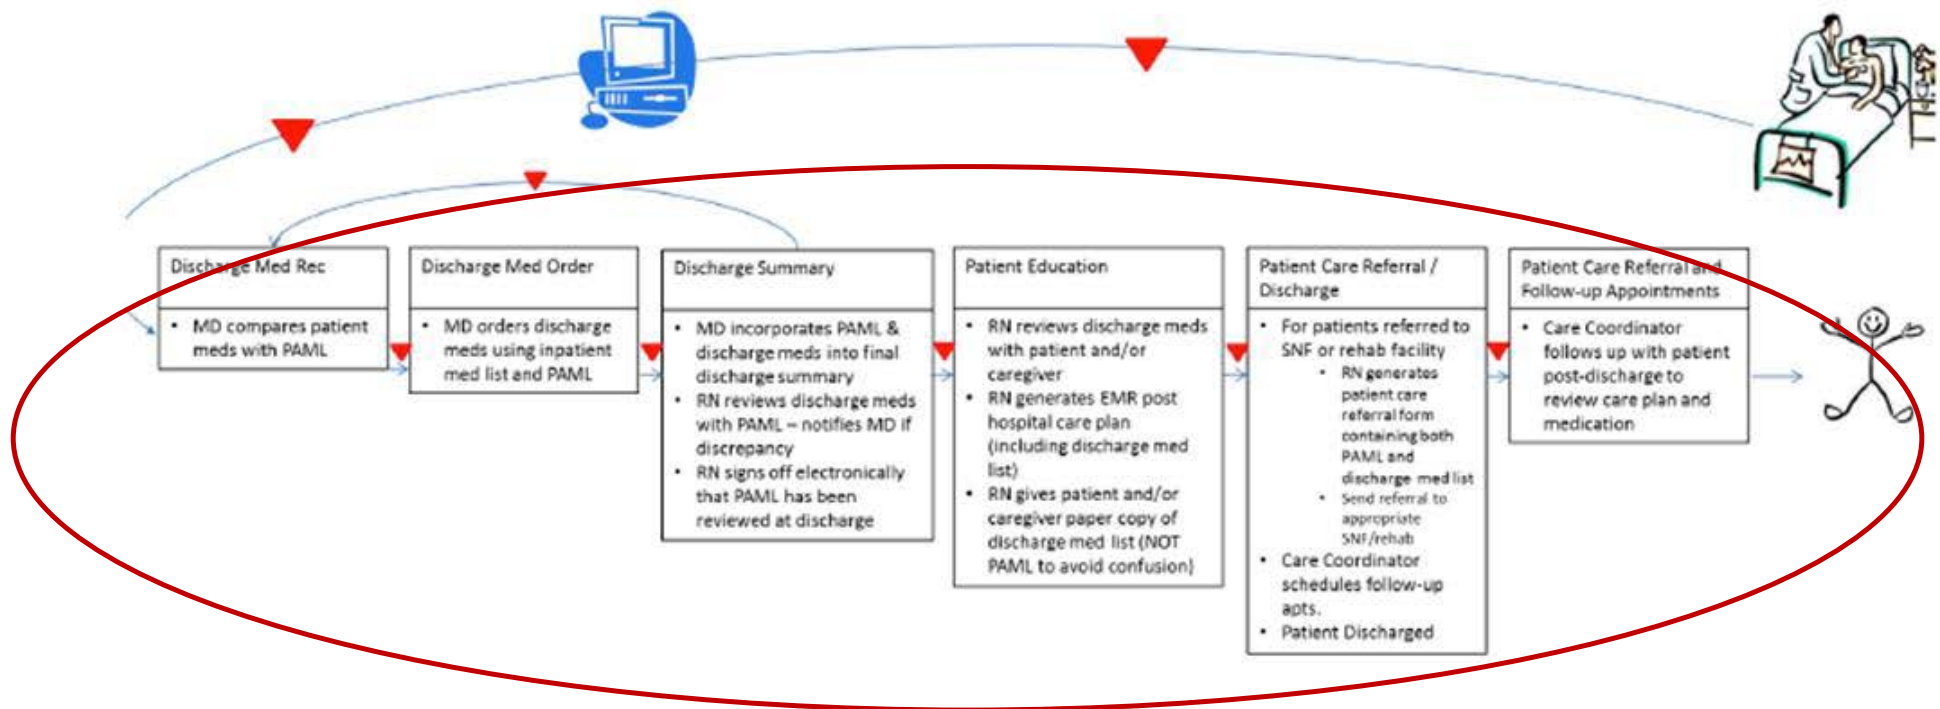 Discharge Med Rec
• MD compares patient
meds with PAML
Discharge Med Order
• MD orders discharge
meds using inpatient
med list and PAML
Discharge Summary
• MD incorporates PAML &
discharge meds into final
discharge summary
• RN reviews discharge meds
with PAML – notifies MD if
discrepancy
• RN signs off electronically
that PAML has been
reviewed at discharge
Patient Education
• RN reviews discharge meds
with patient and/or
caregiver
• RN generates EMR post
hospital care plan
(including discharge med
list)
• RN gives patient and/or
caregiver paper copy of
discharge med list (NOT
PAML to avoid confusion)
Patient Care Referral /
Discharge
• For patients referred to
SNF or rehab facility
• RN generates
patient care
referral form
containing both
PAML and
discharge med list
• Send referral to
appropriate
SNF/rehab
• Care Coordinator
schedules follow-up
apts.
• Patient Discharged
Patient Care Referral and
Follow-up Appointments
• Care Coordinator
follows up with patient
post-discharge to
review care plan and
medication